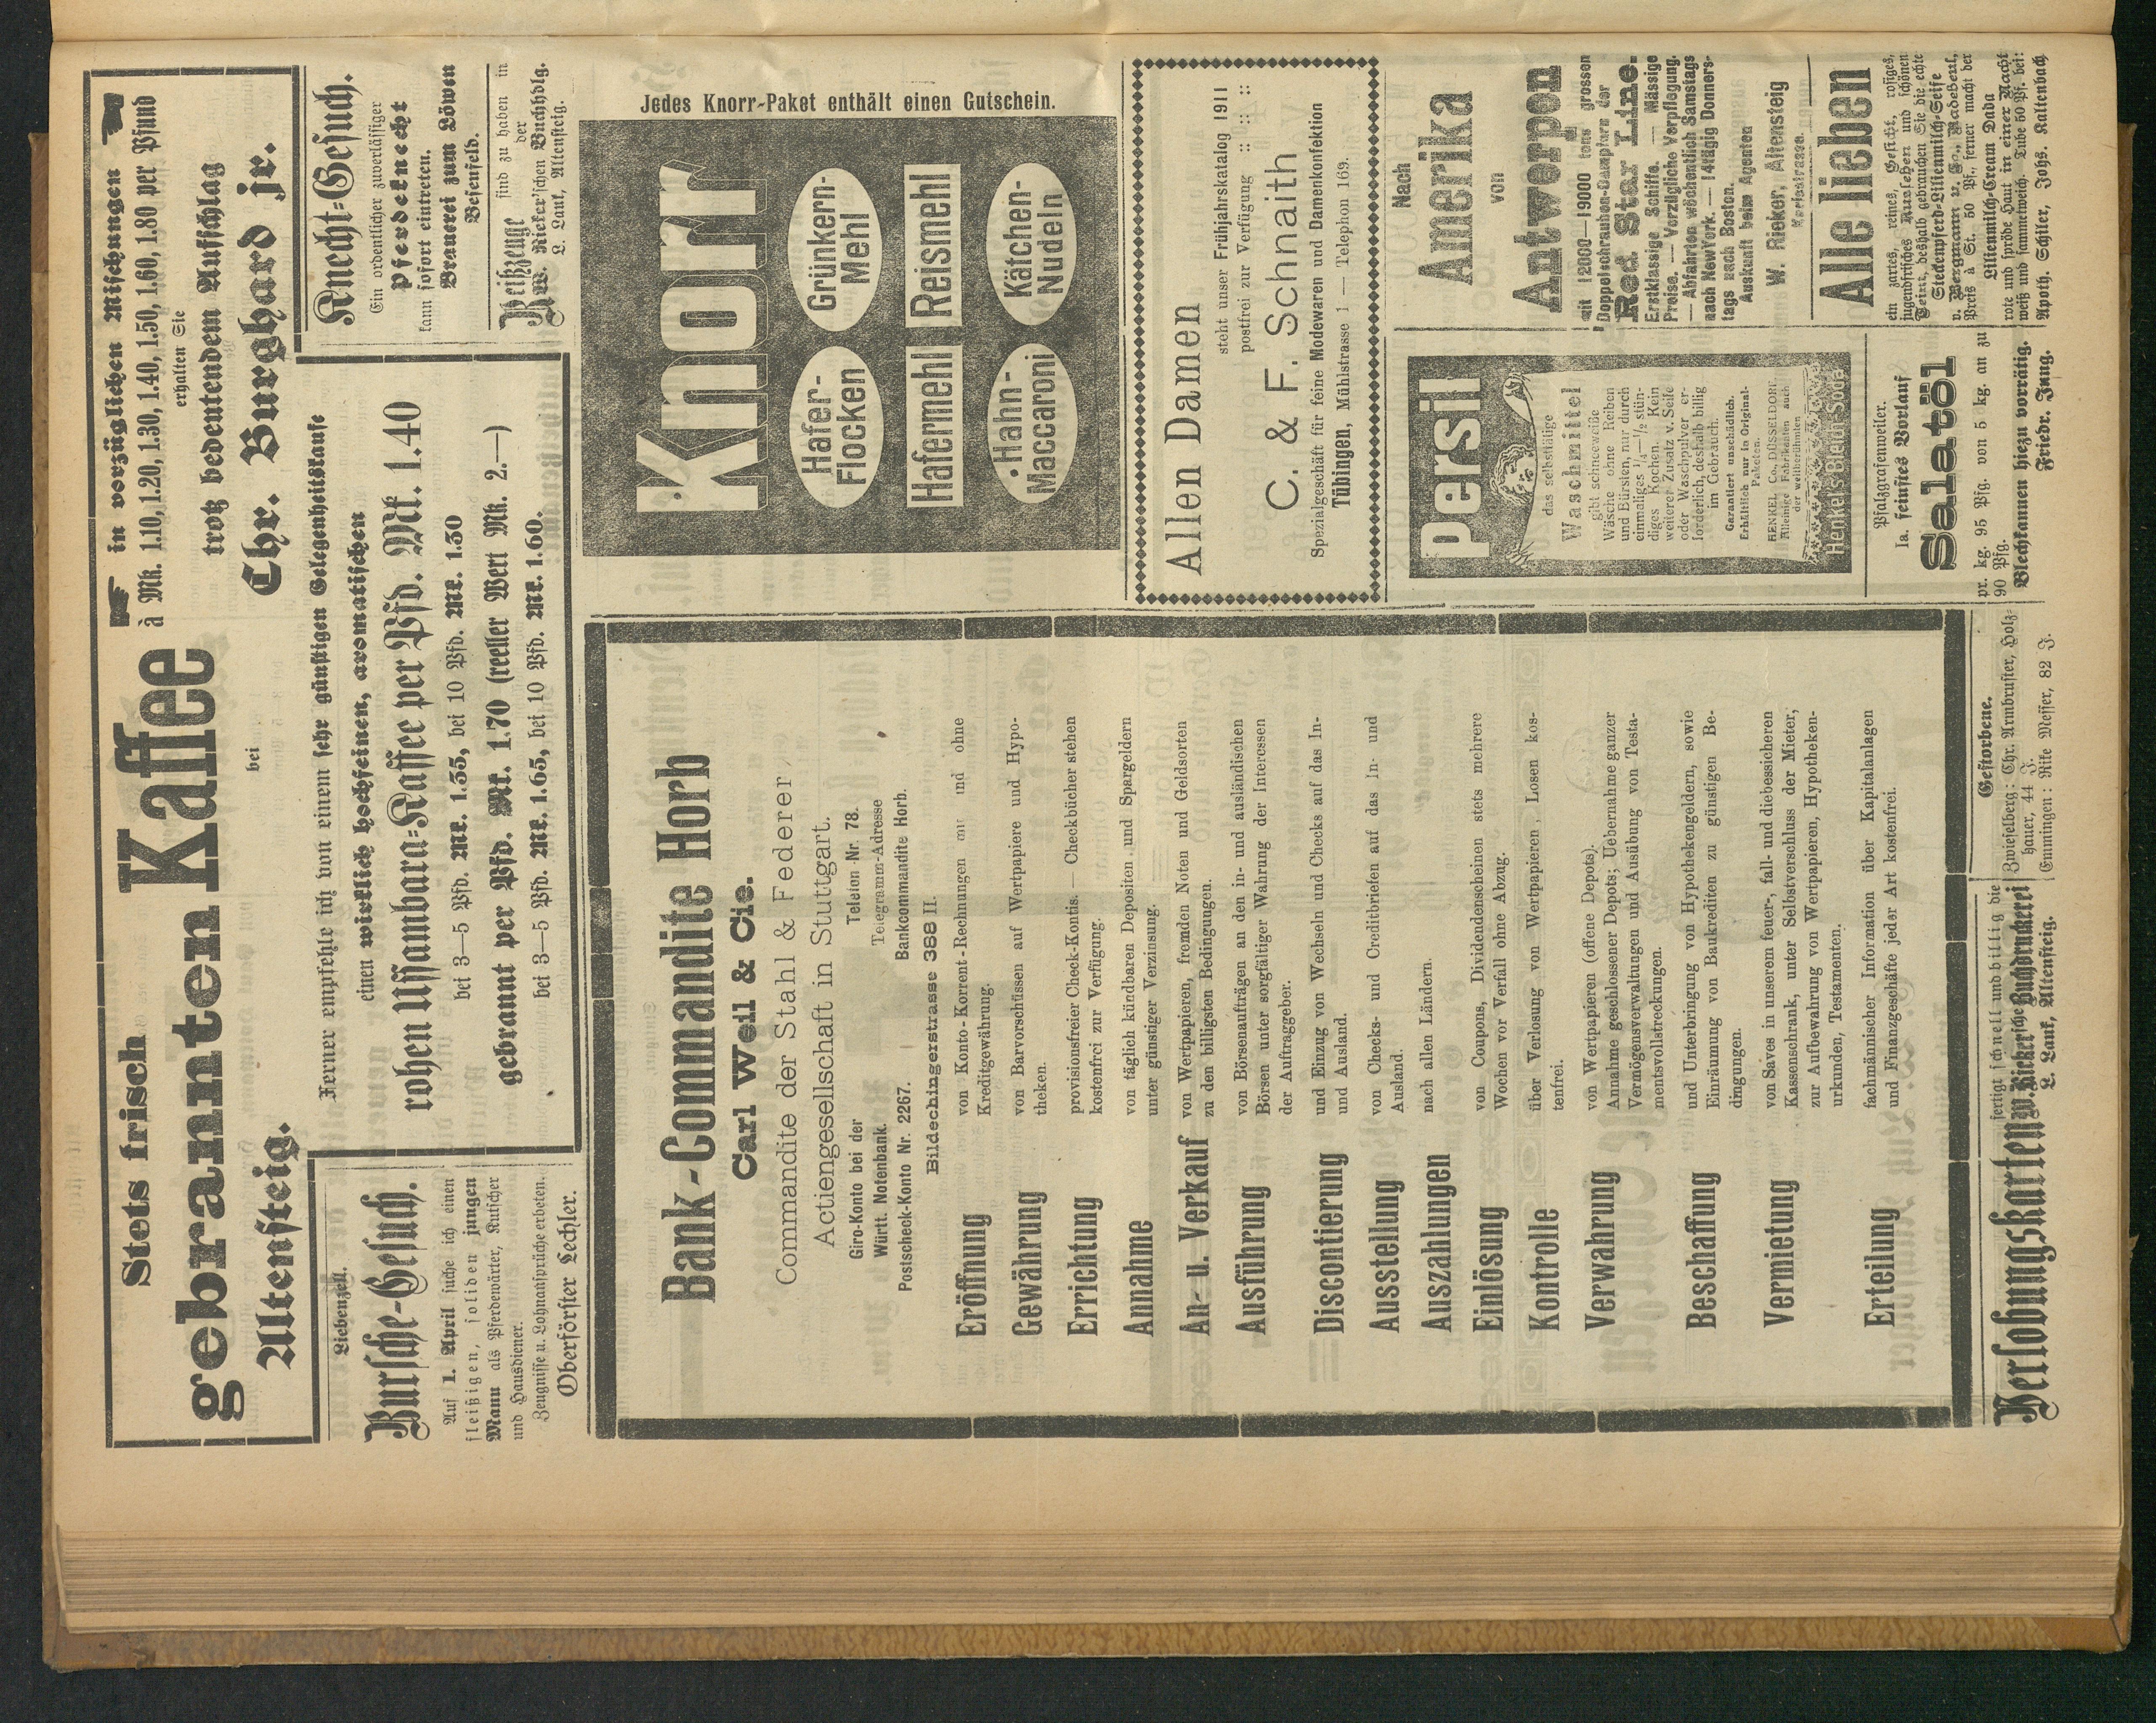 Stets frisch
gebrannten Kaffee
in vorzüglichen Mischungen
à Mk. 1.10, 1.20, 1.30, 1.40, 1.50, 1.60, 1.80 per Pfund
erhalten Sie
trotz bedeutendem Aufschlag
bei
Chr. Burghard jr.
Altensteig.
Ferner empfehle ich von einem sehr günstigen Gelegenheitskaufe
einen wirklich hochfeinen, aromatischen
rohen Ussambara-Kaffee per Pfd. Mk. 1.40
bei 3—5 Pfd. Mk. 1.35, bei 10 Pfd. Mk. 1.30
gebrannt per Pfd. Mk. 1.70 (reeller Wert Mk. 2.—)
bei 3—5 Pfd. Mk. 1.65, bei 10 Pfd. Mk. 1.60.
Liebenzell.
Bursche-Gesuch.
Auf 1. April suche ich einen
fleißigen, soliden jungen
Mann als Pferdewärter, Kutscher
und Hausdiener.
Zeugnisse u. Lohnansprüche erbeten.
Oberförster Lechler.
Knecht-Gesuch.
Ein ordentlicher zuverlässiger
Pferdeknecht
kann sofort eintreten.
Brauerei zum Löwen
Besenfeld.
Reißzeuge sind zu haben in
der
W. Rieker'schen Buchhdlg.
L. Lauk, Altensteig.
Bank-Commandite Horb
Carl Weil & Cie.
Commandite der Stahl & Federer
Actiengesellschaft in Stuttgart.
Giro-Konto bei der
Württ. Notenbank.
Postscheck-Konto Nr. 2267.
Telefon-Nr. 78.
Telegramm-Adresse
Bankcommandite Horb.
Bildechingerstrasse 388 II.
Eröffnung von Konto-Korrent-Rechnungen mit und ohne
Kreditgewährung.
Gewährung von Barvorschüssen auf Wertpapiere und Hypo-
theken.
Errichtung provisionsfreier Check-Kontis. — Checkbücher stehen
kostenfrei zur Verfügung.
Annahme von täglich kündbaren Depositen und Spargeldern
unter günstiger Verzinsung.
An- u. Verkauf von Wertpapieren, fremden Noten und Geldsorten
zu den billigsten Bedingungen.
Ausführung von Börsenaufträgen an den in- und ausländischen
Börsen unter sorgfältiger Wahrung der Interessen
der Auftraggeber.
Discontierung und Einzug von Wechseln und Checks auf das In-
und Ausland.
Ausstellung von Checks- und Creditbriefen auf das In- und
Ausland.
Auszahlungen nach allen Ländern.
Einlösung von Coupons, Dividendenscheinen stets mehrere
Wochen vor Verfall ohne Abzug.
Kontrolle über Verlosung von Wertpapieren, Losen kos-
tenfrei.
Verwahrung von Wertpapieren (offene Depots).
Annahme geschlossener Depots; Uebernahme ganzer
Vermögensverwaltungen und Ausübung von Testa-
mentsvollstreckungen.
Beschaffung und Unterbringung von Hypothekengeldern, sowie
Einräumung von Baukrediten zu günstigen Be-
dingungen.
Vermietung von Saves in unserem feuer-, fall- und diebessicheren
Kassenschrank, unter Selbstverschluss der Mieter,
zur Aufbewahrung von Wertpapieren, Hypotheken-
urkunden, Testamenten.
Erteilung fachmännischer Information über Kapitalanlagen
und Finanzgeschäfte jeder Art kostenfrei.
Verlobungskarten fertigt schnell und billig die
W. Rieker'sche Buchdruckerei
L. Lauk, Altensteig.
Gestorbene.
Zwieselberg: Chr. Armbruster, Holz-
hauer, 44 J.
Emmingen: Rike Messer, 82 J.
Jedes Knorr-Paket enthält einen Gutschein.
Knorr
Hafer-
Flocken
Grünkern-
Mehl
Hafermehl
Reismehl
Hahn-
Maccaroni
Kätchen-
Nudeln
Allen Damen
steht unser Frühjahrskatalog 1911
postfrei zur Verfügung :: :: ::
C. & F. Schnaith
Spezialgeschäft für feine Modewaren und Damenkonfektion
Tübingen, Mühlstrasse 1 — Telephon 169.
Persil
das selbsttätige
Waschmittel
gibt schneeweiße
Wäsche ohne Reiben
und Bürsten, nur durch
einmaliges ¼—½ stün-
diges Kochen. Kein
weiterer Zusatz v. Seife
oder Waschpulver er-
forderlich, deshalb billig
im Gebrauch.
Garantiert unschädlich.
Erhältlich nur in Original-
Paketen.
HENKEL & Co., DÜSSELDORF.
Alleinige Fabrikanten auch
der weltberühmten
Henkel's Bleich-Soda
Pfalzgrafenweiler.
Ia. feinstes Vorlauf
Salatöl
pr. kg. 95 Pfg. von 5 kg. an zu
90 Pfg.
Blechkannen hiezu vorrätig.
Friedr. Jung.
Nach
Amerika
von
Antwerpen
mit 12000—19000 tons grossen
Doppelschrauben-Dampfern der
Red Star Line.
Erstklassige Schiffe. — Mässige
Preise. — Vorzügliche Verpflegung.
— Abfahrten wöchentlich Samstags
nach NewYork. — 14tägig Donners-
tags nach Boston.
Auskunft beim Agenten
W. Rieker, Altensteig
Alle lieben
ein zartes, reines Gesicht, rosiges,
jugendfrisches Aussehen und schönen
Teint, deshalb gebrauchen Sie die echte
Steckenpferd-Lilienmilch-Seife
v. Bergmann u. Co., Radebeul,
Preis à St. 50 Pf., ferner macht der
Lilienmilch-Cream Dada
rote und spröde Haut in einer Nacht
weiß und sammetweich. Tube 50 Pf. bei:
Apoth. Schiler, Johs. Kaltenbach